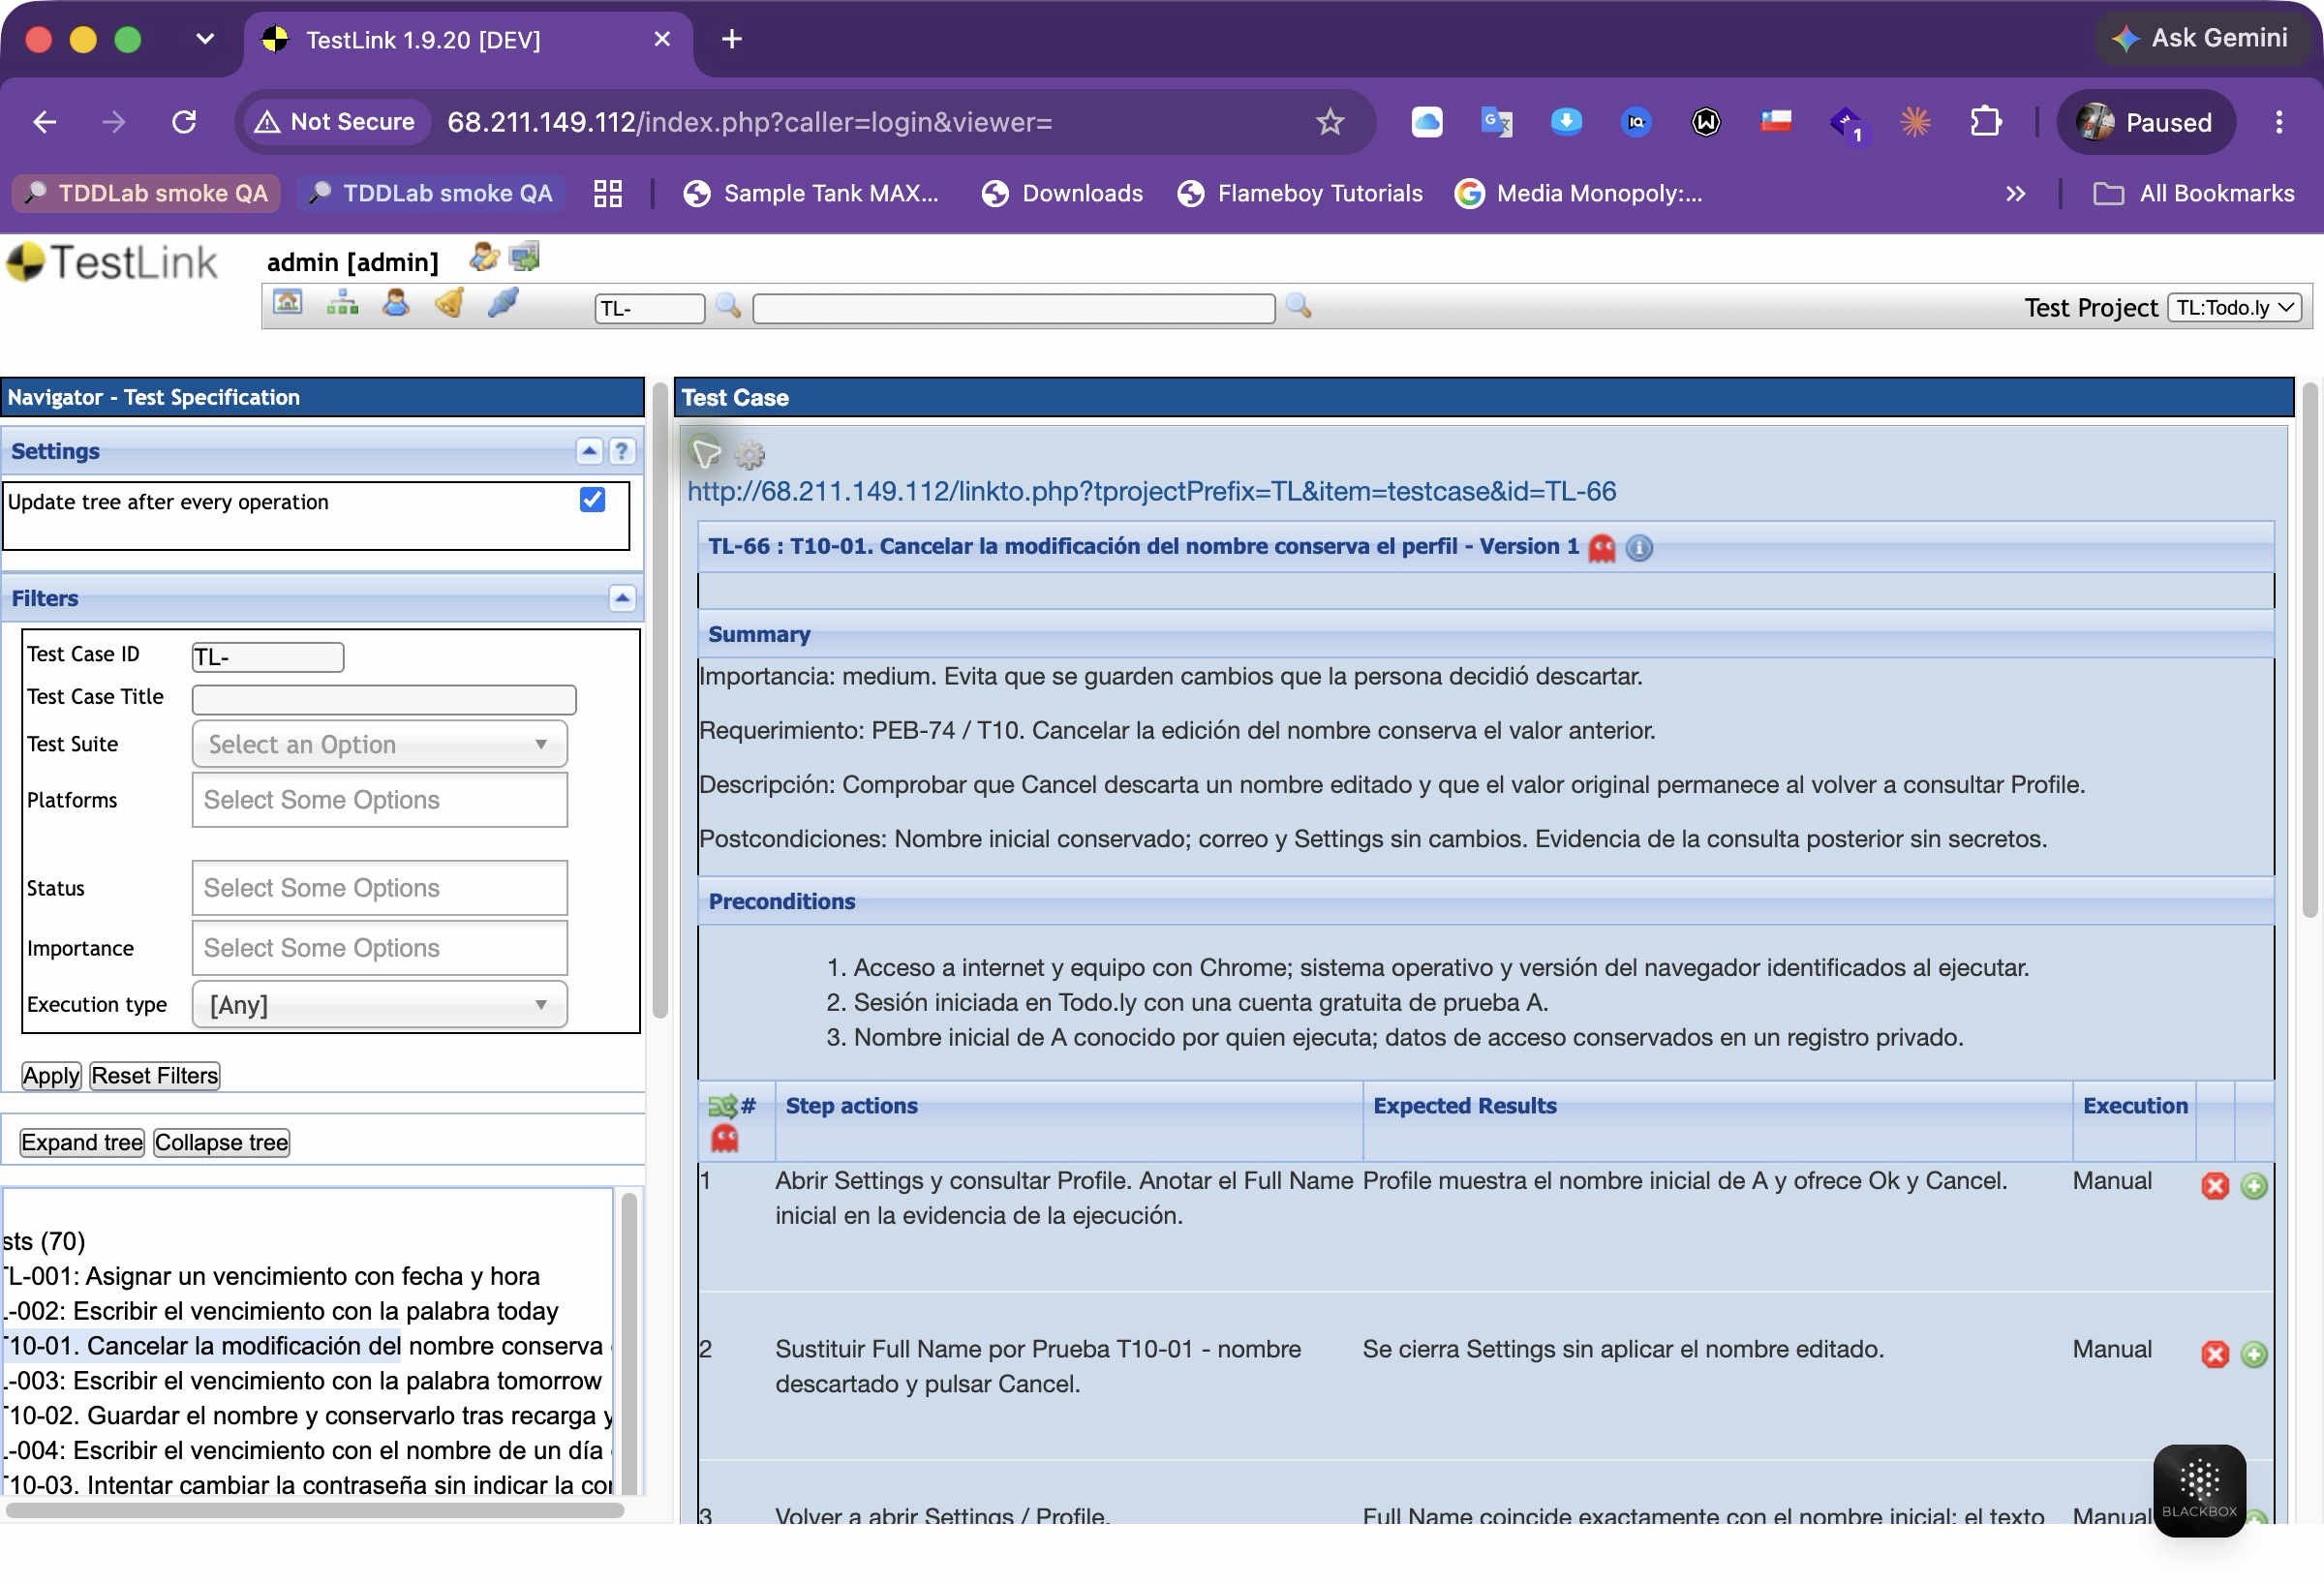 TestLink 1.9.20 [DEV]
Ask Gemini
Not Secure
68.211.149.112/index.php?caller=login&viewer=
1
Paused
TDDLab smoke QA
TDDLab smoke QA
Sample Tank MAX...
Downloads
Flameboy Tutorials
Media Monopoly:...
All Bookmarks
TestLink
admin [admin]
TL-
Test Project
TL:Todo.ly
Navigator - Test Specification
Settings
?
Update tree after every operation
Filters
Test Case ID
TL-
Test Case Title
Test Suite
Select an Option
Platforms
Select Some Options
Status
Select Some Options
Importance
Select Some Options
Execution type
[Any]
Apply
Reset Filters
Expand tree
Collapse tree
sts (70)
TL-001: Asignar un vencimiento con fecha y hora
L-002: Escribir el vencimiento con la palabra today
T10-01. Cancelar la modificación del nombre conserva
L-003: Escribir el vencimiento con la palabra tomorrow
T10-02. Guardar el nombre y conservarlo tras recarga y
L-004: Escribir el vencimiento con el nombre de un día
T10-03. Intentar cambiar la contraseña sin indicar la
Test Case
http://68.211.149.112/linkto.php?tprojectPrefix=TL&item=testcase&id=TL-66
TL-66 : T10-01. Cancelar la modificación del nombre conserva el perfil - Version 1
Summary
Importancia: medium. Evita que se guarden cambios que la persona decidió descartar.
Requerimiento: PEB-74 / T10. Cancelar la edición del nombre conserva el valor anterior.
Descripción: Comprobar que Cancel descarta un nombre editado y que el valor original permanece al volver a consultar Profile.
Postcondiciones: Nombre inicial conservado; correo y Settings sin cambios. Evidencia de la consulta posterior sin secretos.
Preconditions
1. Acceso a internet y equipo con Chrome; sistema operativo y versión del navegador identificados al ejecutar.
2. Sesión iniciada en Todo.ly con una cuenta gratuita de prueba A.
3. Nombre inicial de A conocido por quien ejecuta; datos de acceso conservados en un registro privado.
#
Step actions
Expected Results
Execution
1
Abrir Settings y consultar Profile. Anotar el Full Name
inicial en la evidencia de la ejecución.
Profile muestra el nombre inicial de A y ofrece Ok y Cancel.
Manual
2
Sustituir Full Name por Prueba T10-01 - nombre
descartado y pulsar Cancel.
Se cierra Settings sin aplicar el nombre editado.
Manual
3
Volver a abrir Settings / Profile.
Full Name coincide exactamente con el nombre inicial; el texto
Manual
BLACKBOX